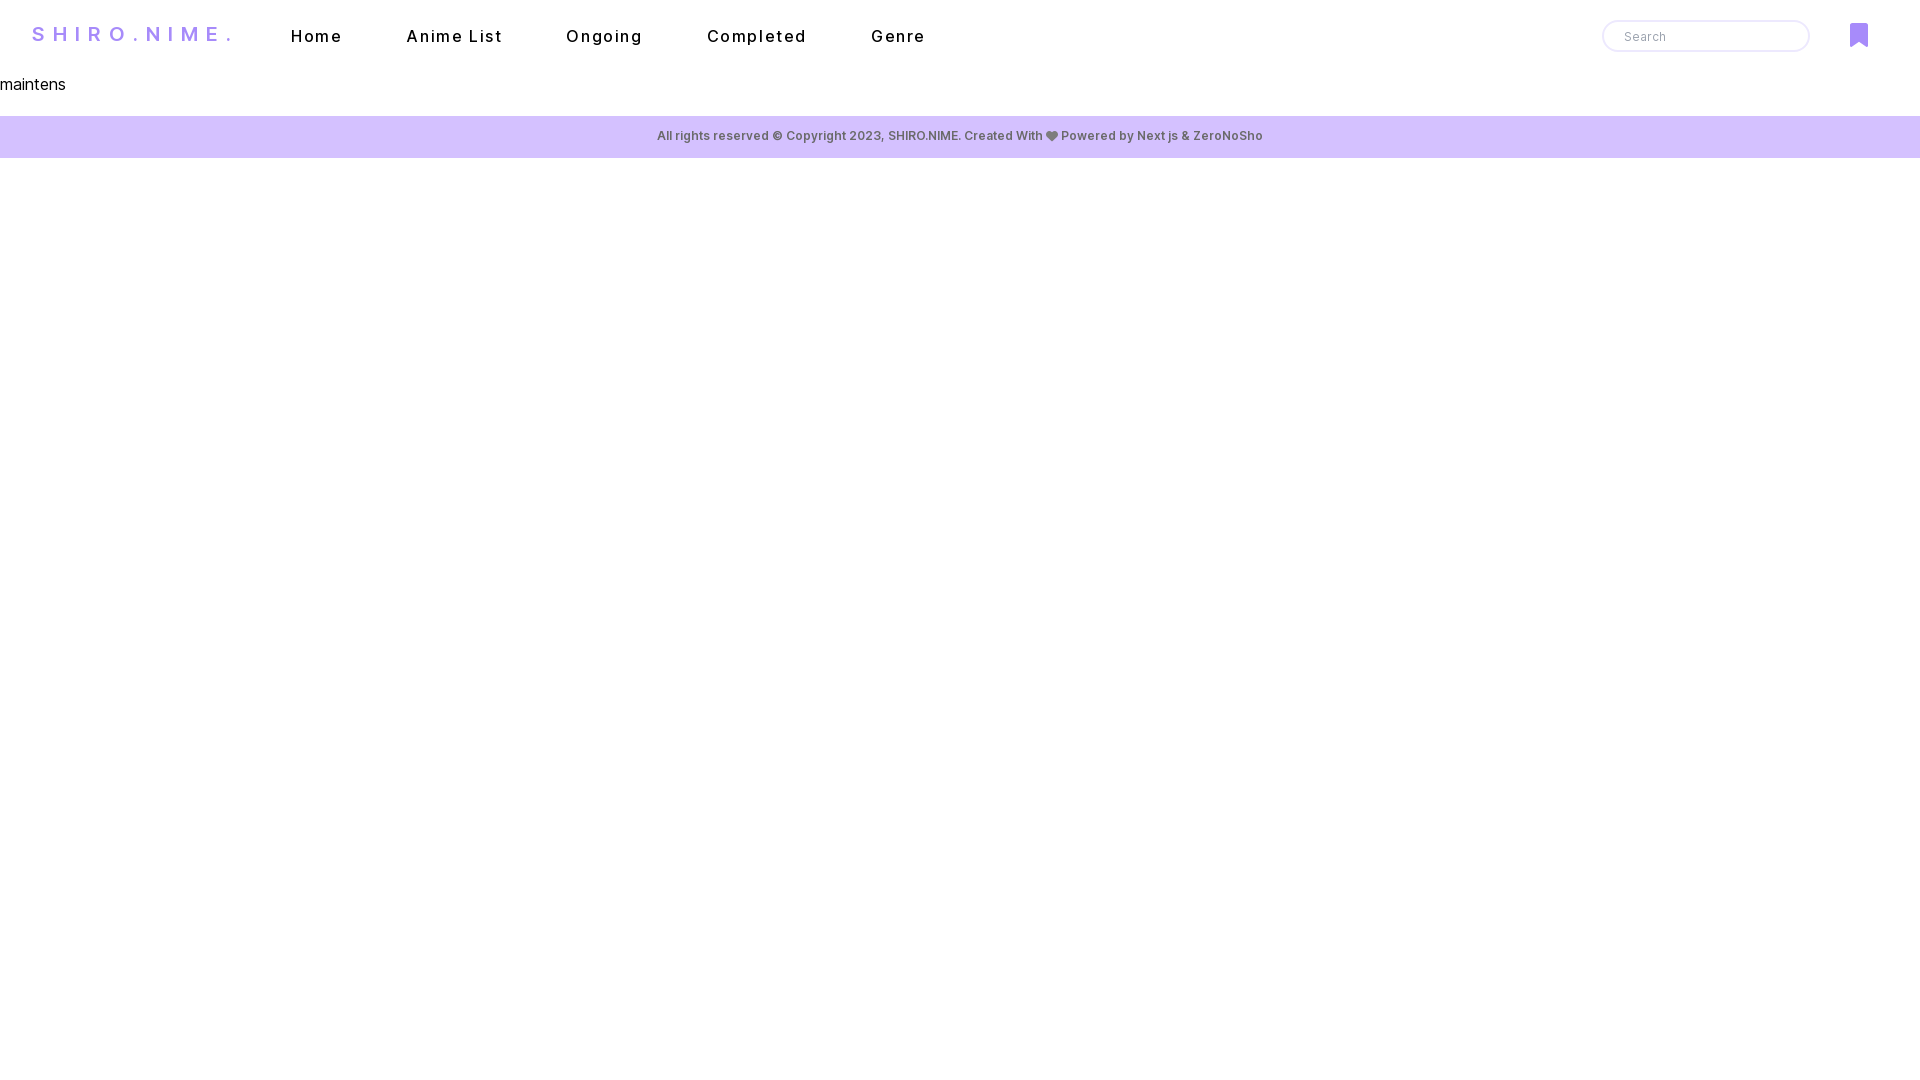 SHIRO.NIME. Home Anime List Ongoing Completed Genre Search
maintens
All rights reserved © Copyright 2023, SHIRO.NIME. Created With ♥ Powered by Next js & ZeroNoSho